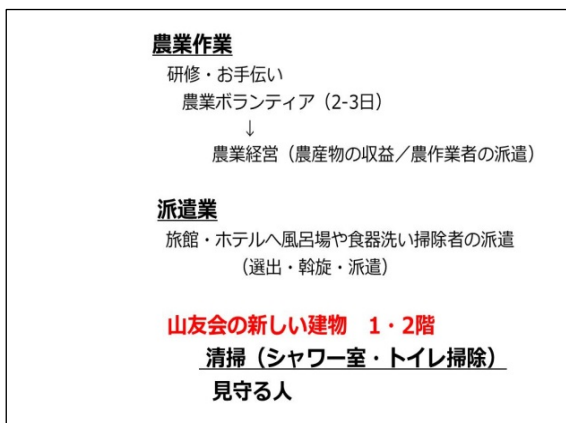 農業作業
研修・お手伝い
農業ボランティア（2-3日）
↓
農業経営（農産物の収益／農作業者の派遣）
派遣業
旅館・ホテルへ風呂場や食器洗い掃除者の派遣
（選出・斡旋・派遣）
山友会の新しい建物　1・2階
清掃（シャワー室・トイレ掃除）
見守る人